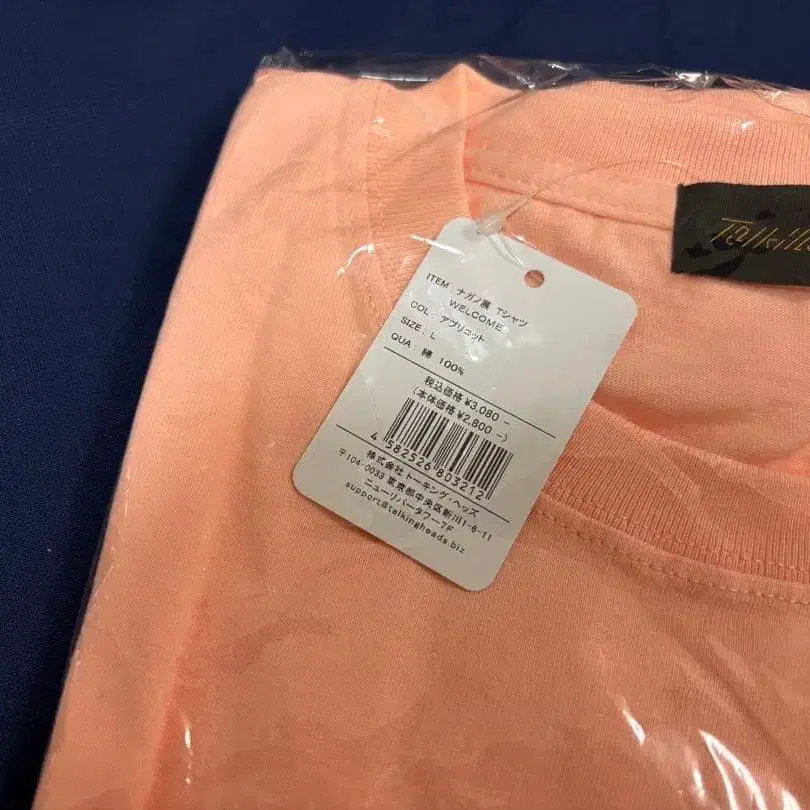 ITEM : ナガノ展 Tシャツ
WELCOME
COL : アプリコット
SIZE : L
QUA : 綿 100%
税込価格 ¥3,080 -
(本体価格 ¥2,800 -)
4 582526 803212
株式会社トーキング・ヘッズ
〒104-0033 東京都中央区新川1-6-11
ニューリバータワー7F
support@talkingheads.biz